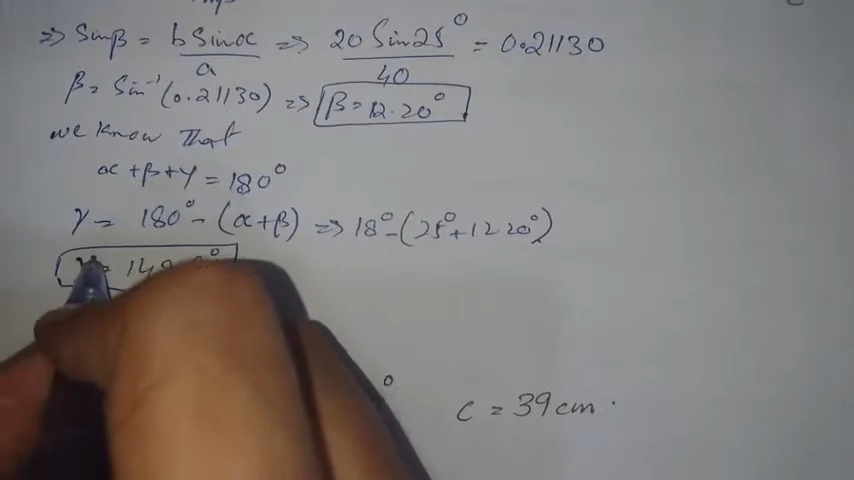 => Sinβ = b Sinα / a => 20 Sin25° / 40 = 0.21130
β = Sin⁻¹(0.21130) => β = 12.20°
we know that
α + β + γ = 180°
γ = 180° - (α + β) => 18° - (25° + 12.20°)
c = 39 cm.